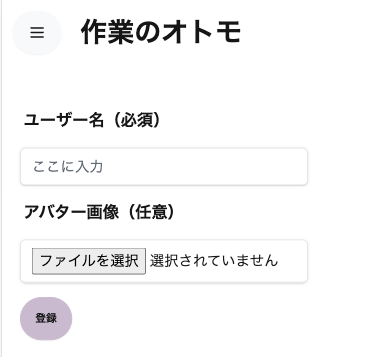 作業のオトモ
ユーザー名（必須）
ここに入力
アバター画像（任意）
ファイルを選択 選択されていません
登録